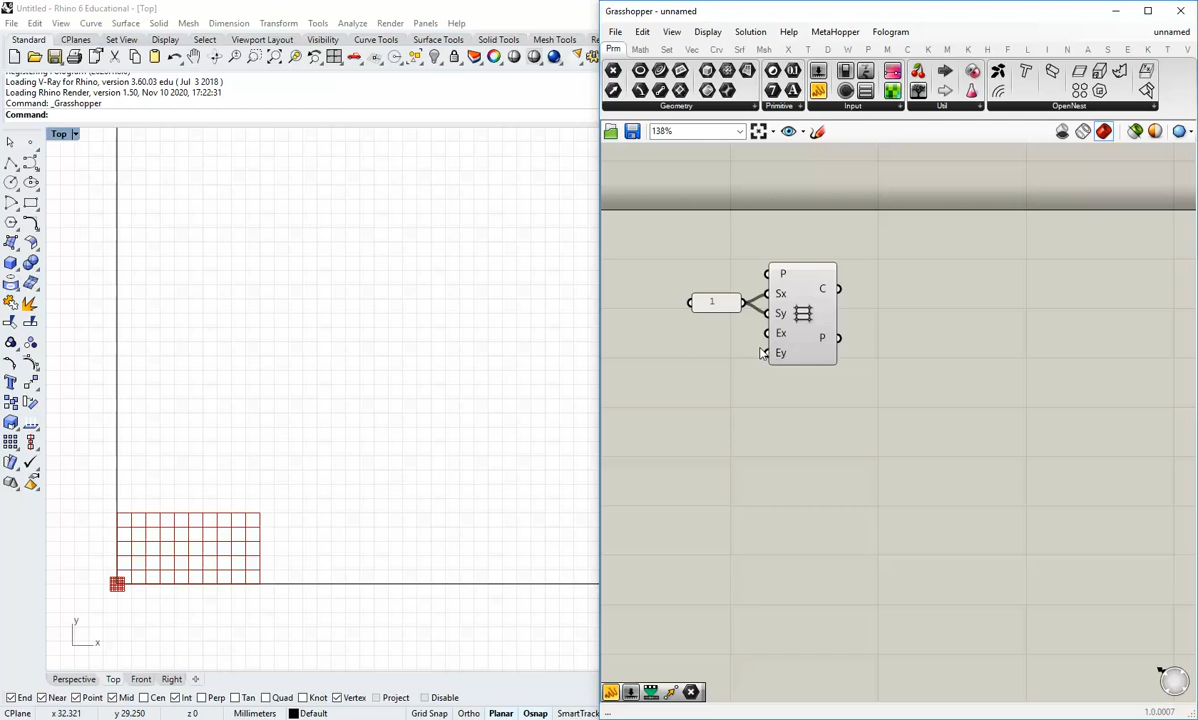 Untitled - Rhino 6 Educational - [Top]
File Edit View Curve Surface Solid Mesh Dimension Transform Tools Analyze Render Panels Help
Standard CPlanes Set View Display Select Viewport Layout Visibility Transform Curve Tools Surface Tools Solid Tools Mesh Tools
Loading V-Ray for Rhino, version 3.60.03 ed ( Jul 3 2018 )
Loading Rhino Render, version 1.50, Nov 10 2020, 17:22:31
Command: _Grasshopper
Command:
Top
y
x
Perspective Top Front Right
End Near Point Mid Cen Int Perp Tan Quad Knot Vertex Project Disable
CPlane x 32.321 y 29.250 z 0 Millimeters Default Grid Snap Ortho Planar Osnap SmartTrack
Grasshopper - unnamed
File Edit View Display Solution Help MetaHopper Fologram unnamed
Prm Math Set Vec Crv Srf Msh
Geometry Primitive Input Util OpenNest
138%
1
P
Sx
Sy
Ex
Ey
C
P
...
1.0.0007